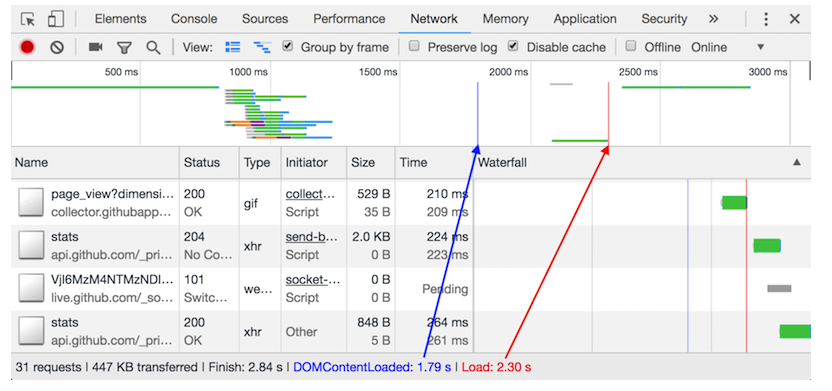 Elements Console Sources Performance Network Memory Application Security »
View: Group by frame Preserve log Disable cache Offline Online
500 ms 1000 ms 1500 ms 2000 ms 2500 ms 3000 ms
Name Status Type Initiator Size Time Waterfall
page_view?dimensi... 200 gif collect... 529 B 210 ms
collector.githubapp... OK Script 35 B 209 ms
stats 204 xhr send-b... 2.0 KB 224 ms
api.github.com/_pri... No Co... Script 0 B 223 ms
VjI6MzM4NTMzNDI... 101 we... socket-... 0 B Pending
live.github.com/_so... Switc... Script 0 B
stats 200 xhr Other 848 B 264 ms
api.github.com/_pri... OK 5 B 261 ms
31 requests | 447 KB transferred | Finish: 2.84 s | DOMContentLoaded: 1.79 s | Load: 2.30 s